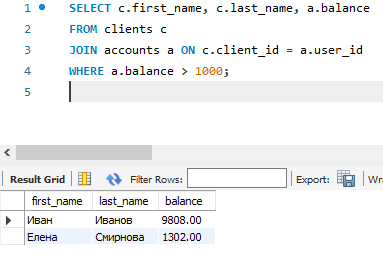 1 SELECT c.first_name, c.last_name, a.balance
2 FROM clients c
3 JOIN accounts a ON c.client_id = a.user_id
4 WHERE a.balance > 1000;
5
Result Grid Filter Rows: Export: Wra
first_name last_name balance
Иван Иванов 9808.00
Елена Смирнова 1302.00